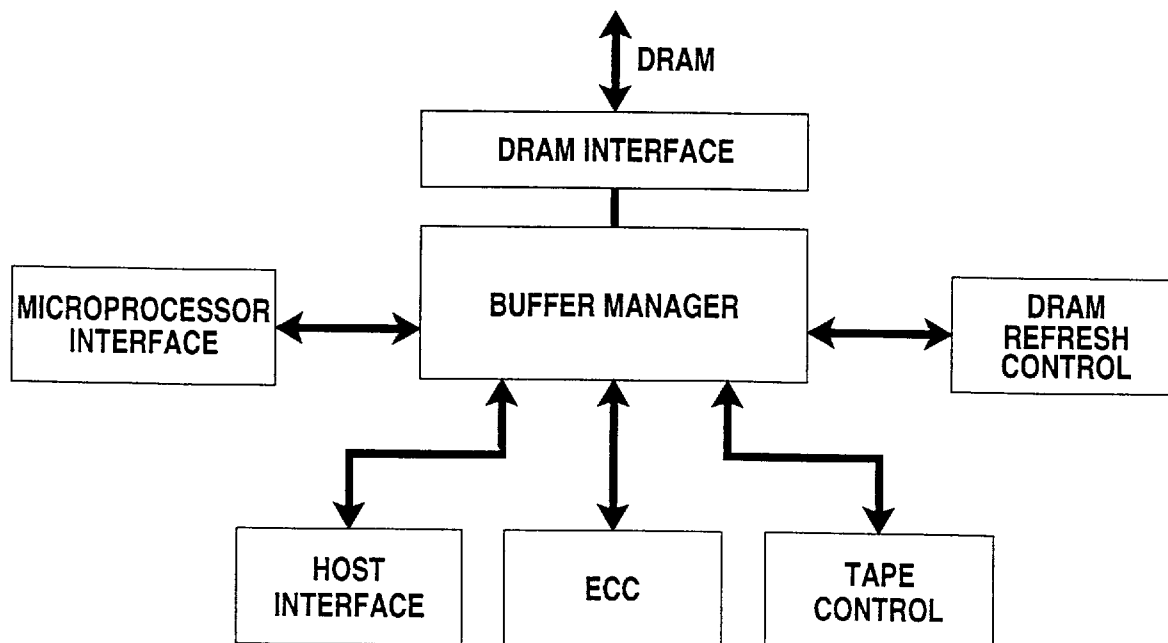 DRAM
DRAM INTERFACE
BUFFER MANAGER
MICROPROCESSOR
INTERFACE
DRAM
REFRESH
CONTROL
HOST
INTERFACE
ECC
TAPE
CONTROL